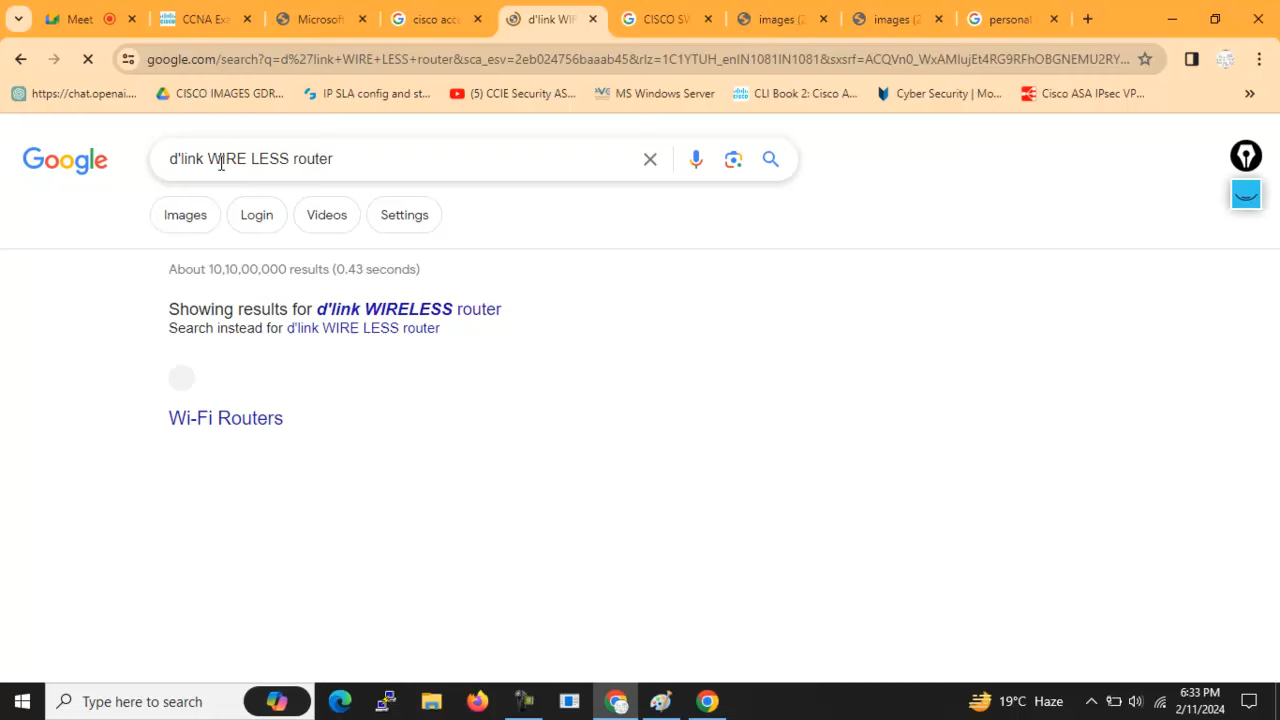 Meet
CCNA Exa
Microsoft
cisco acc
d'link WIR
CISCO SW
images (2
images (2
personal
google.com/search?q=d%27link+WIRE+LESS+router&sca_esv=2eb024756baaab45&rlz=1C1YTUH_enIN1081IN1081&sxsrf=ACQVn0_WxAMIujEt4RG9RFhOBGNEMU2RY...
https://chat.openai....
CISCO IMAGES GDR...
IP SLA config and st...
(5) CCIE Security AS...
MS Windows Server
CLI Book 2: Cisco A...
Cyber Security | Mo...
Cisco ASA IPsec VP...
»
Google
d'link WIRE LESS router
Images
Login
Videos
Settings
About 10,10,00,000 results (0.43 seconds)
Showing results for d'link WIRELESS router
Search instead for d'link WIRE LESS router
Wi-Fi Routers
Type here to search
19°C Haze
6:33 PM
2/11/2024